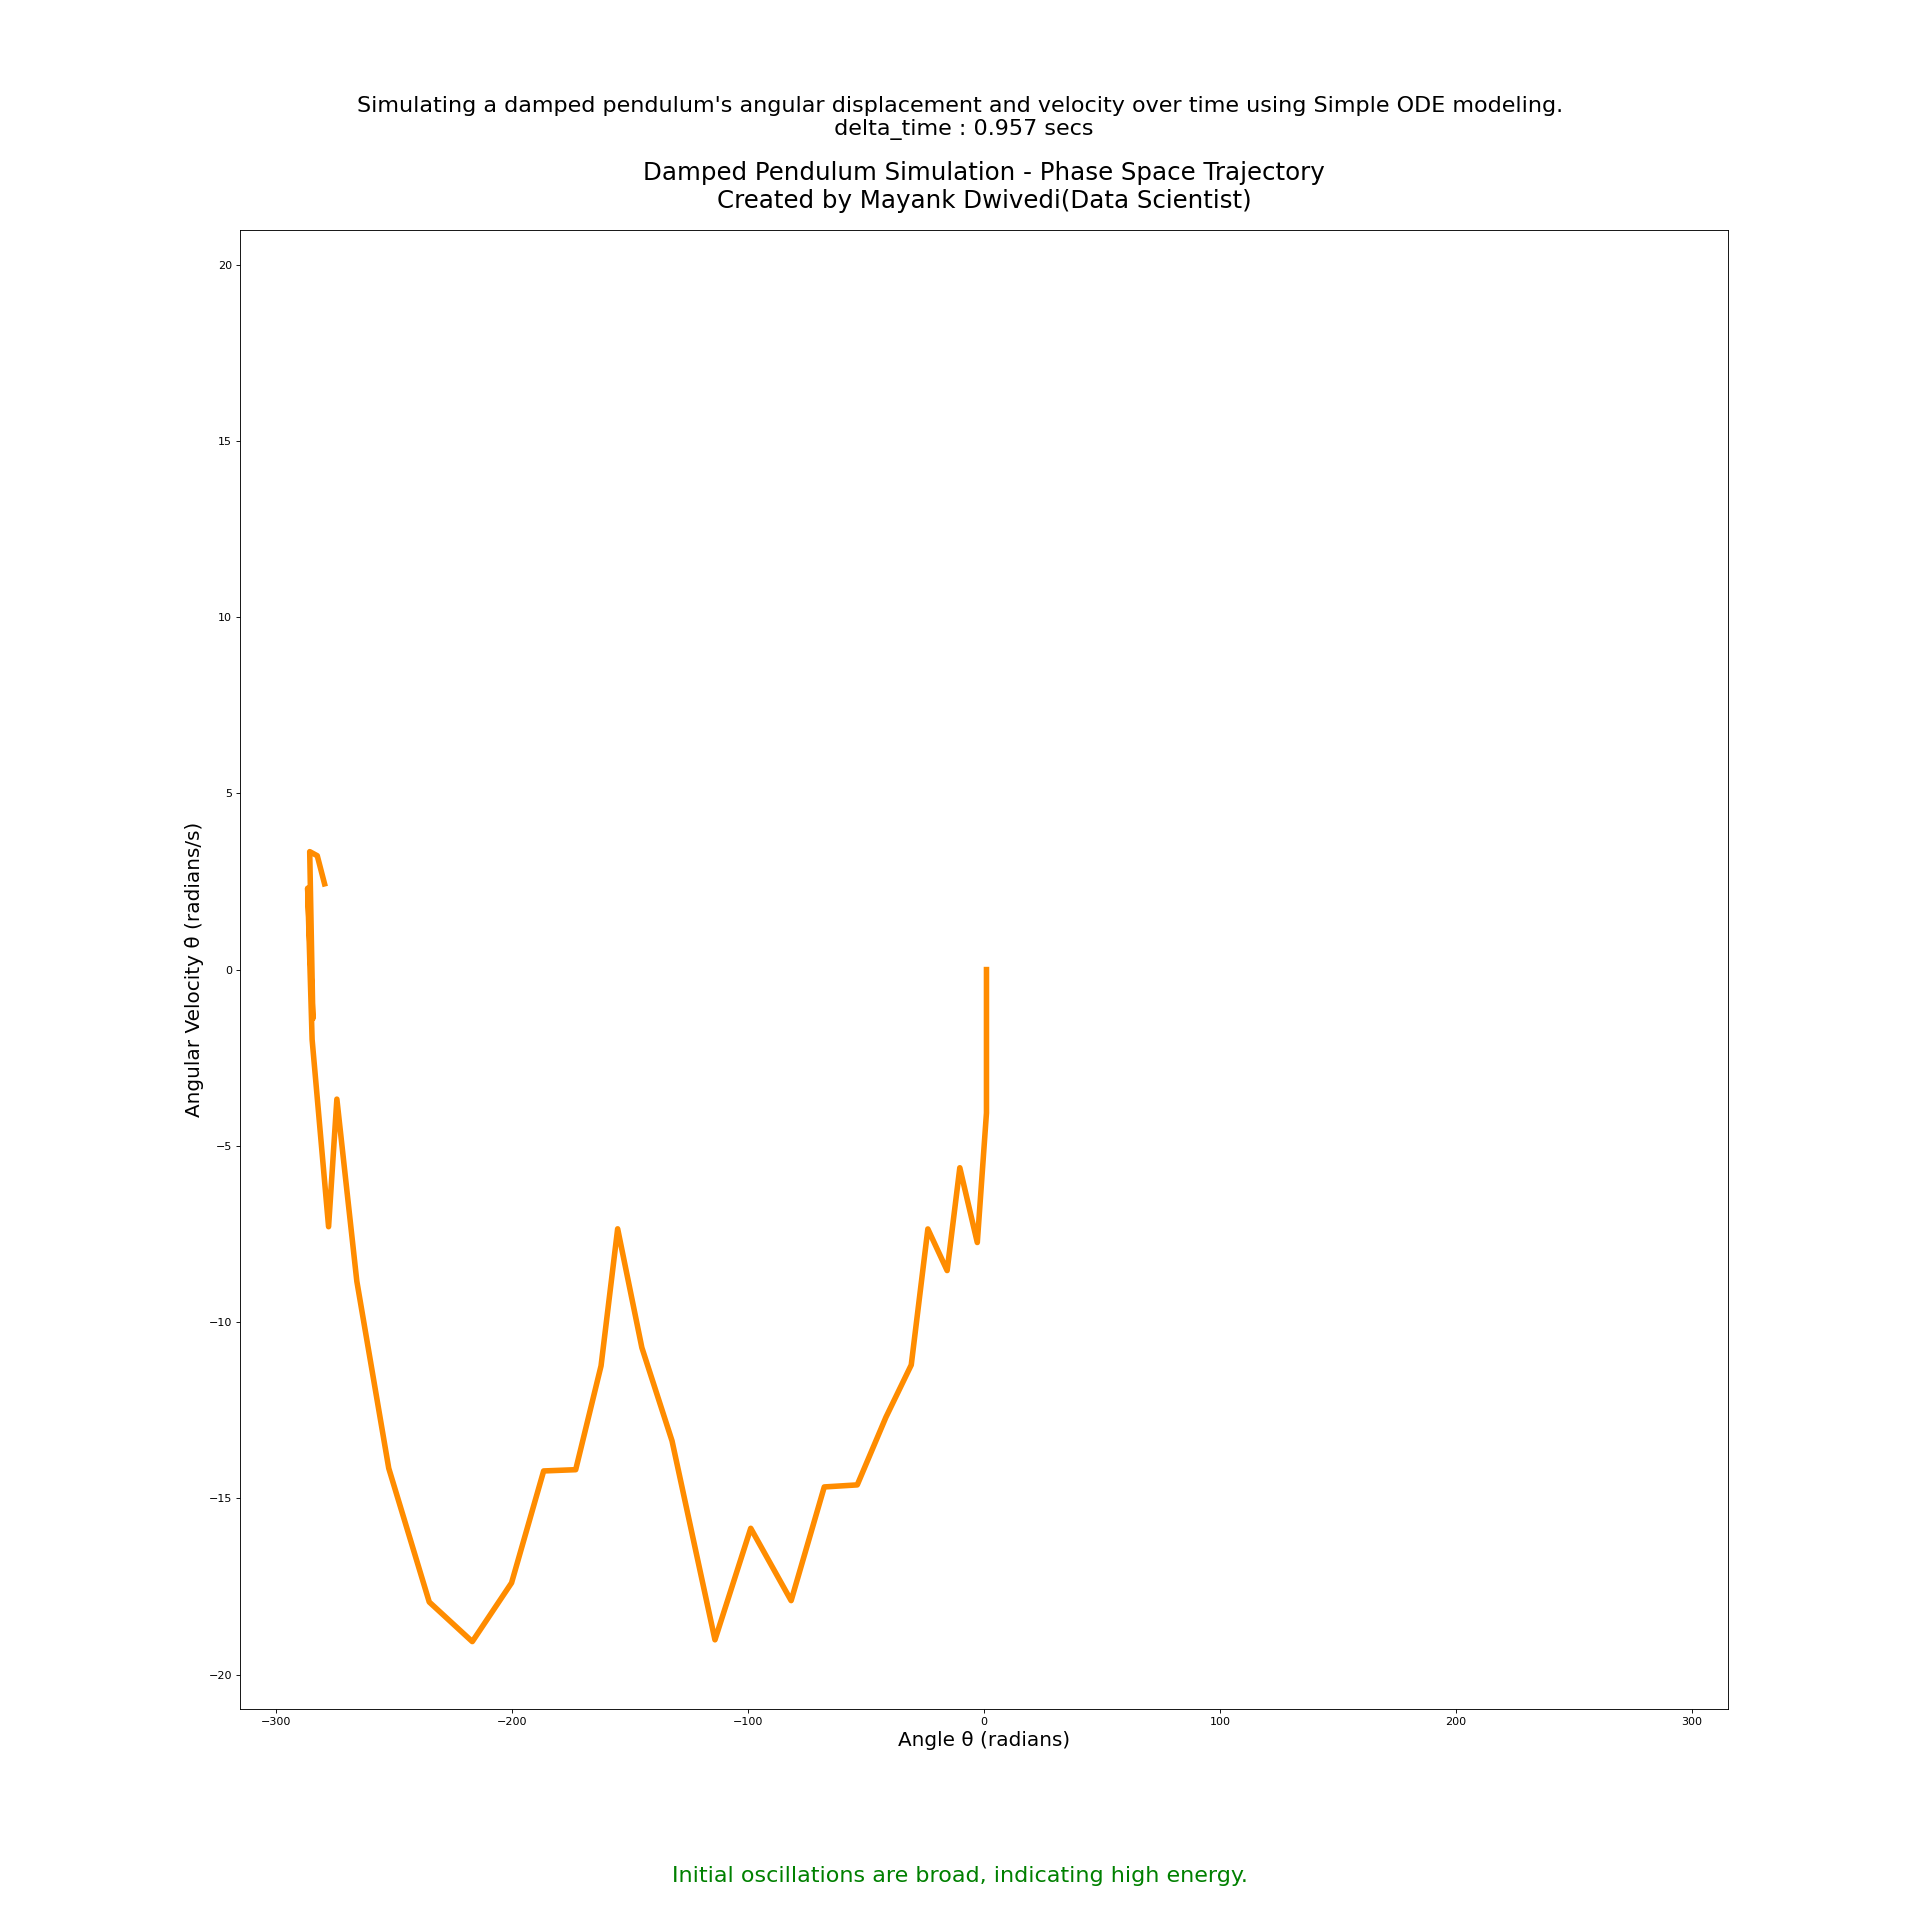 Simulating a damped pendulum's angular displacement and velocity over time using Simple ODE modeling.
delta_time : 0.957 secs
Damped Pendulum Simulation - Phase Space Trajectory
Created by Mayank Dwivedi(Data Scientist)
20
15
10
5
0
−5
−10
−15
−20
Angular Velocity θ (radians/s)
−300
−200
−100
0
100
200
300
Angle θ (radians)
Initial oscillations are broad, indicating high energy.